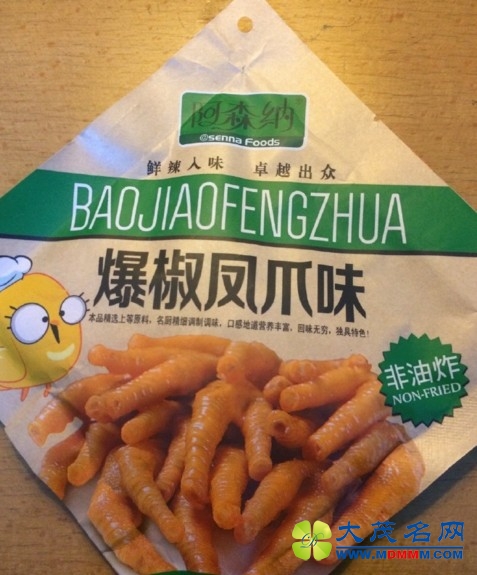 阿森纳
@senna Foods
鲜辣入味 卓越出众
BAOJIAOFENGZHUA
爆椒凤爪味
本品精选上等原料，名厨精细调制调味，口感地道营养丰富，回味无穷，独具特色！
非油炸
NON-FRIED
大茂名网
WWW.MDMMM.COM